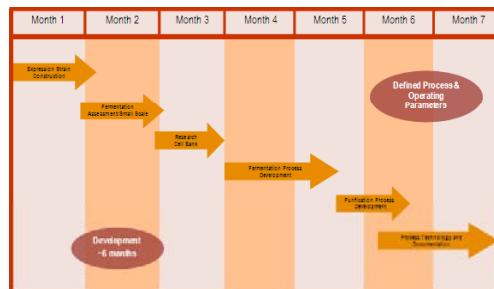 Month 1 Month 2 Month 3 Month 4 Month 5 Month 6 Month 7
Expression Strain
Construction
Defined Process &
Operating
Parameters
Fermentation
Assessment/Small Scale
Research
Cell Bank
Fermentation Process
Development
Purification Process
Development
Development
~6 months
Process Technology and
Documentation